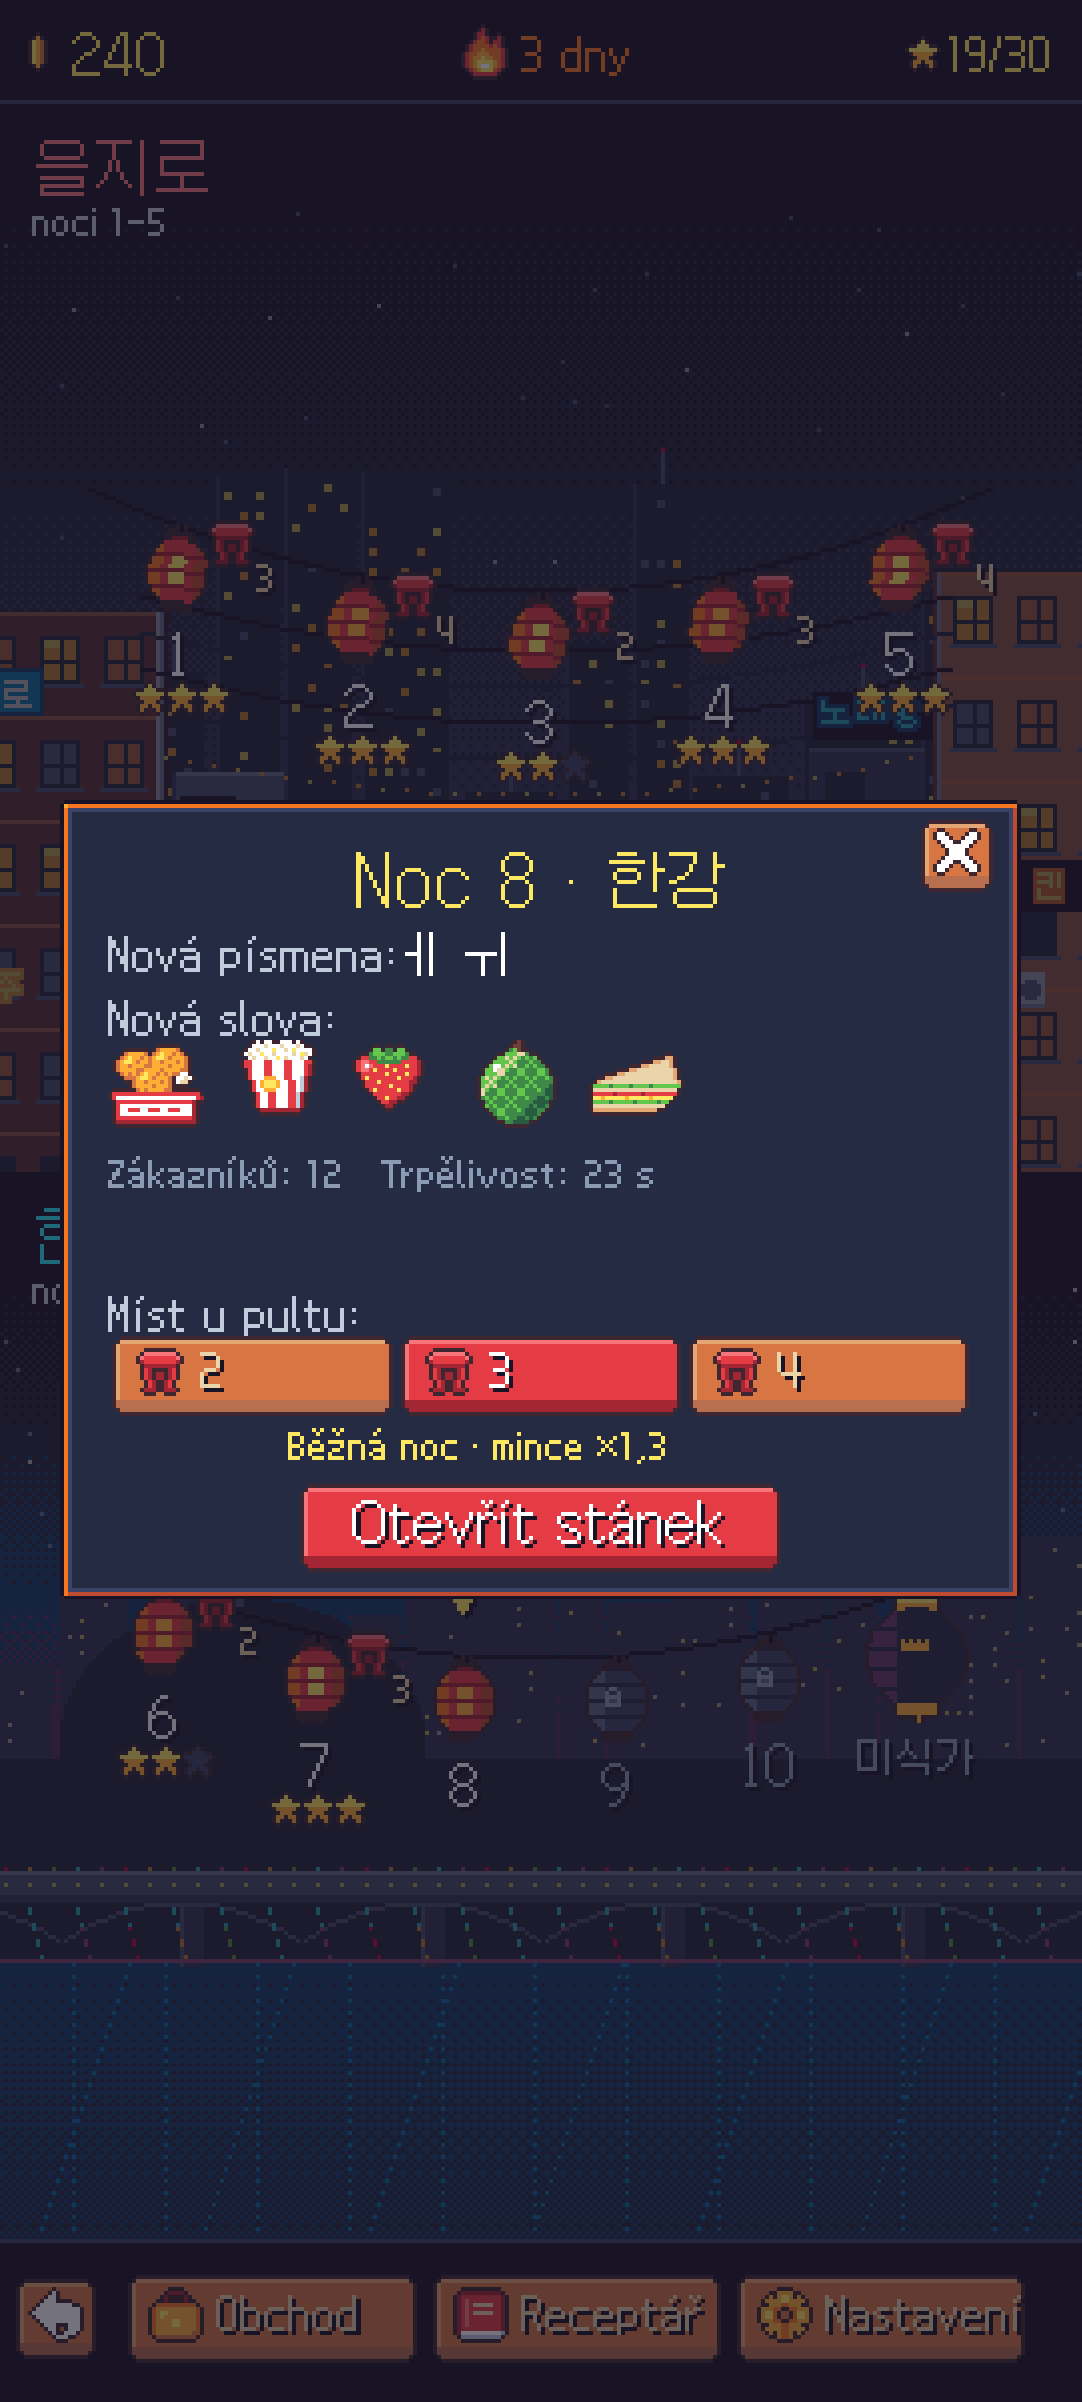 240
3 dny
19/30
을지로
noci 1-5
3
4
2
3
4
1
2
3
4
5
로
Noc 8 · 한강
Nová písmena: ㅔ ㅟ
Nová slova:
Zákazníků: 12 Trpělivost: 23 s
Míst u pultu:
2
3
4
Běžná noc · mince ×1,3
Otevřít stánek
2
3
6
7
8
9
10
미식가
Obchod
Receptář
Nastavení